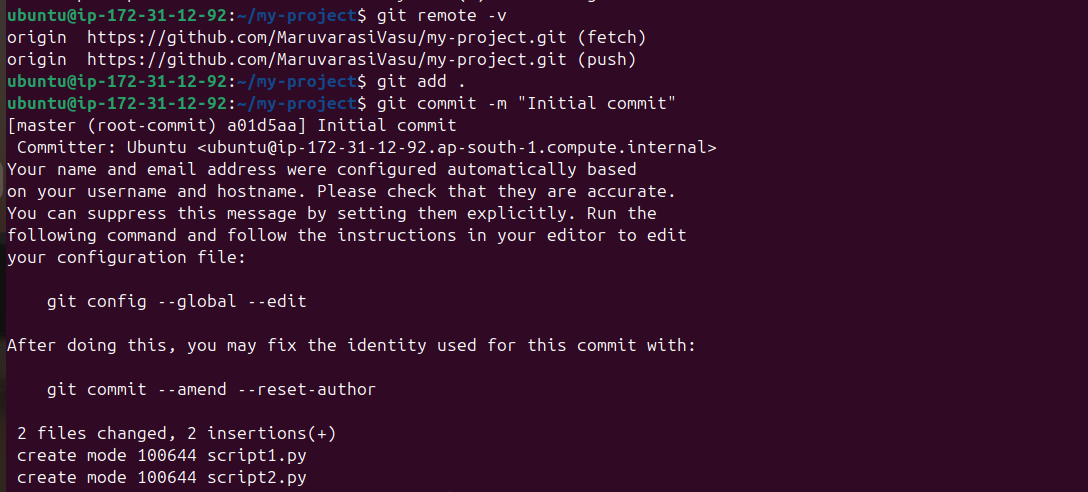 ubuntu@ip-172-31-12-92:~/my-project$ git remote -v
origin  https://github.com/MaruvarasiVasu/my-project.git (fetch)
origin  https://github.com/MaruvarasiVasu/my-project.git (push)
ubuntu@ip-172-31-12-92:~/my-project$ git add .
ubuntu@ip-172-31-12-92:~/my-project$ git commit -m "Initial commit"
[master (root-commit) a01d5aa] Initial commit
 Committer: Ubuntu <ubuntu@ip-172-31-12-92.ap-south-1.compute.internal>
Your name and email address were configured automatically based
on your username and hostname. Please check that they are accurate.
You can suppress this message by setting them explicitly. Run the
following command and follow the instructions in your editor to edit
your configuration file:

    git config --global --edit

After doing this, you may fix the identity used for this commit with:

    git commit --amend --reset-author

 2 files changed, 2 insertions(+)
 create mode 100644 script1.py
 create mode 100644 script2.py